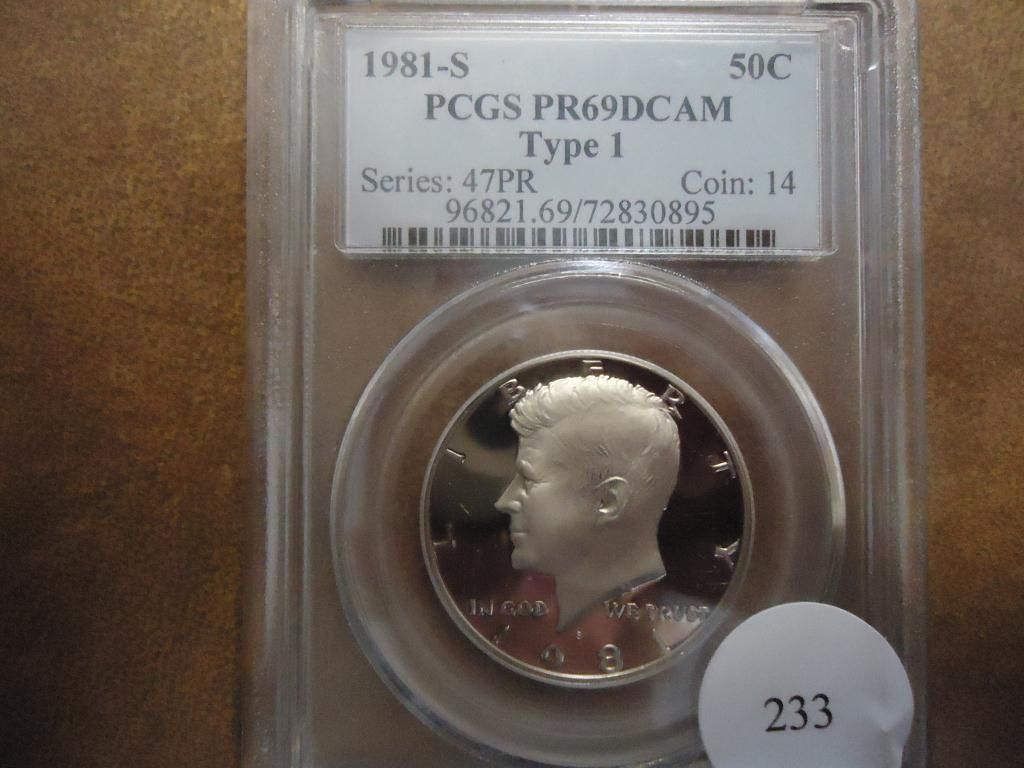 1981-S 50C
PCGS PR69DCAM
Type 1
Series: 47PR Coin: 14
96821.69/72830895
LIBERTY
IN GOD WE TRUST
S
1981
233